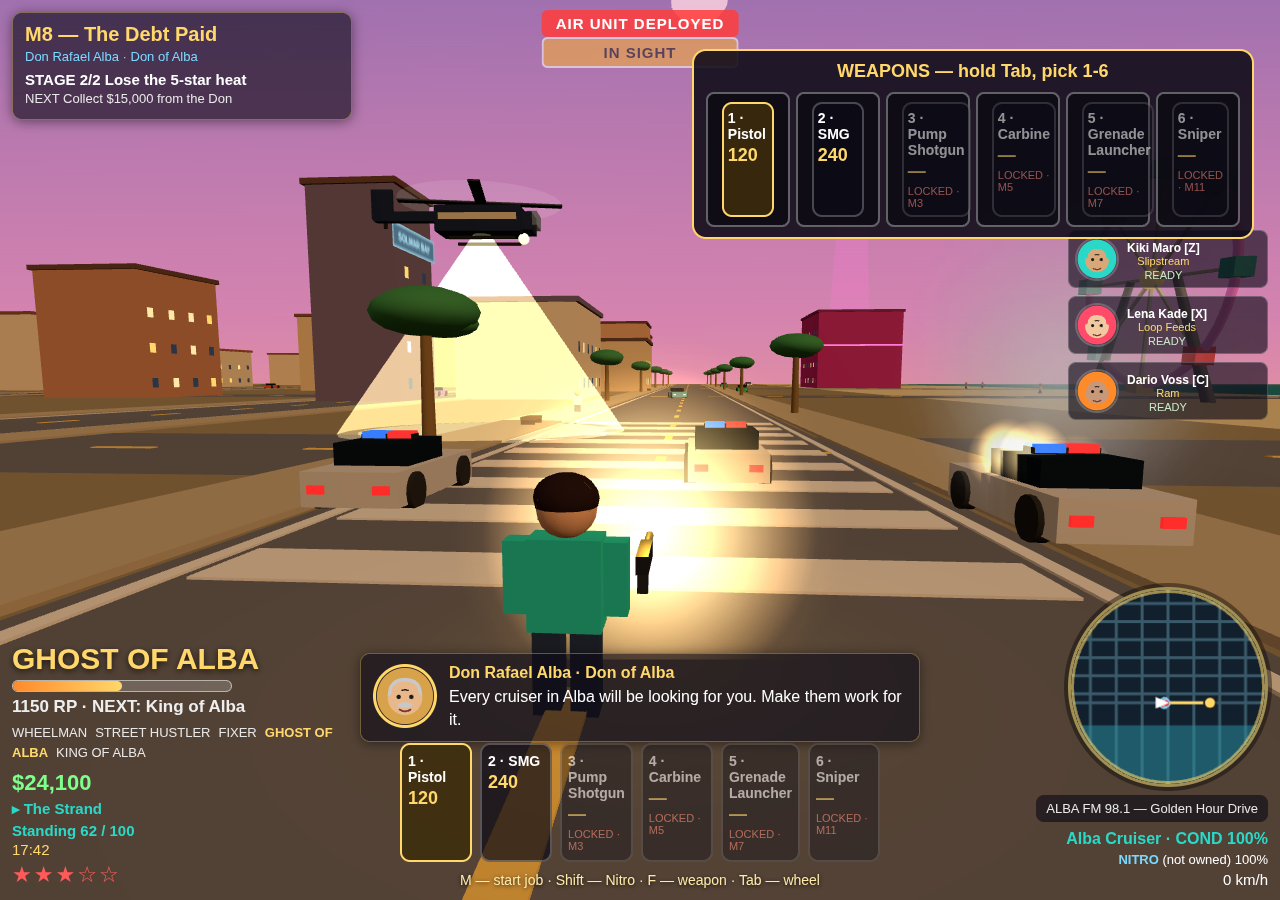 M8 — The Debt Paid
Don Rafael Alba · Don of Alba
STAGE 2/2 Lose the 5-star heat
NEXT Collect $15,000 from the Don
AIR UNIT DEPLOYED
IN SIGHT
WEAPONS — hold Tab, pick 1-6
1 · Pistol
120
2 · SMG
240
3 · Pump Shotgun
—
LOCKED · M3
4 · Carbine
—
LOCKED · M5
5 · Grenade Launcher
—
LOCKED · M7
6 · Sniper
—
LOCKED · M11
SOLMAR BAY
Kiki Maro [Z]
Slipstream
READY
Lena Kade [X]
Loop Feeds
READY
Dario Voss [C]
Ram
READY
GHOST OF ALBA
1150 RP · NEXT: King of Alba
WHEELMAN STREET HUSTLER FIXER GHOST OF
ALBA KING OF ALBA
$24,100
▸ The Strand
Standing 62 / 100
17:42
★★★☆☆
Don Rafael Alba · Don of Alba
Every cruiser in Alba will be looking for you. Make them work for
it.
1 · Pistol
120
2 · SMG
240
3 · Pump Shotgun
—
LOCKED · M3
4 · Carbine
—
LOCKED · M5
5 · Grenade Launcher
—
LOCKED · M7
6 · Sniper
—
LOCKED · M11
M — start job · Shift — Nitro · F — weapon · Tab — wheel
ALBA FM 98.1 — Golden Hour Drive
Alba Cruiser · COND 100%
NITRO (not owned) 100%
0 km/h